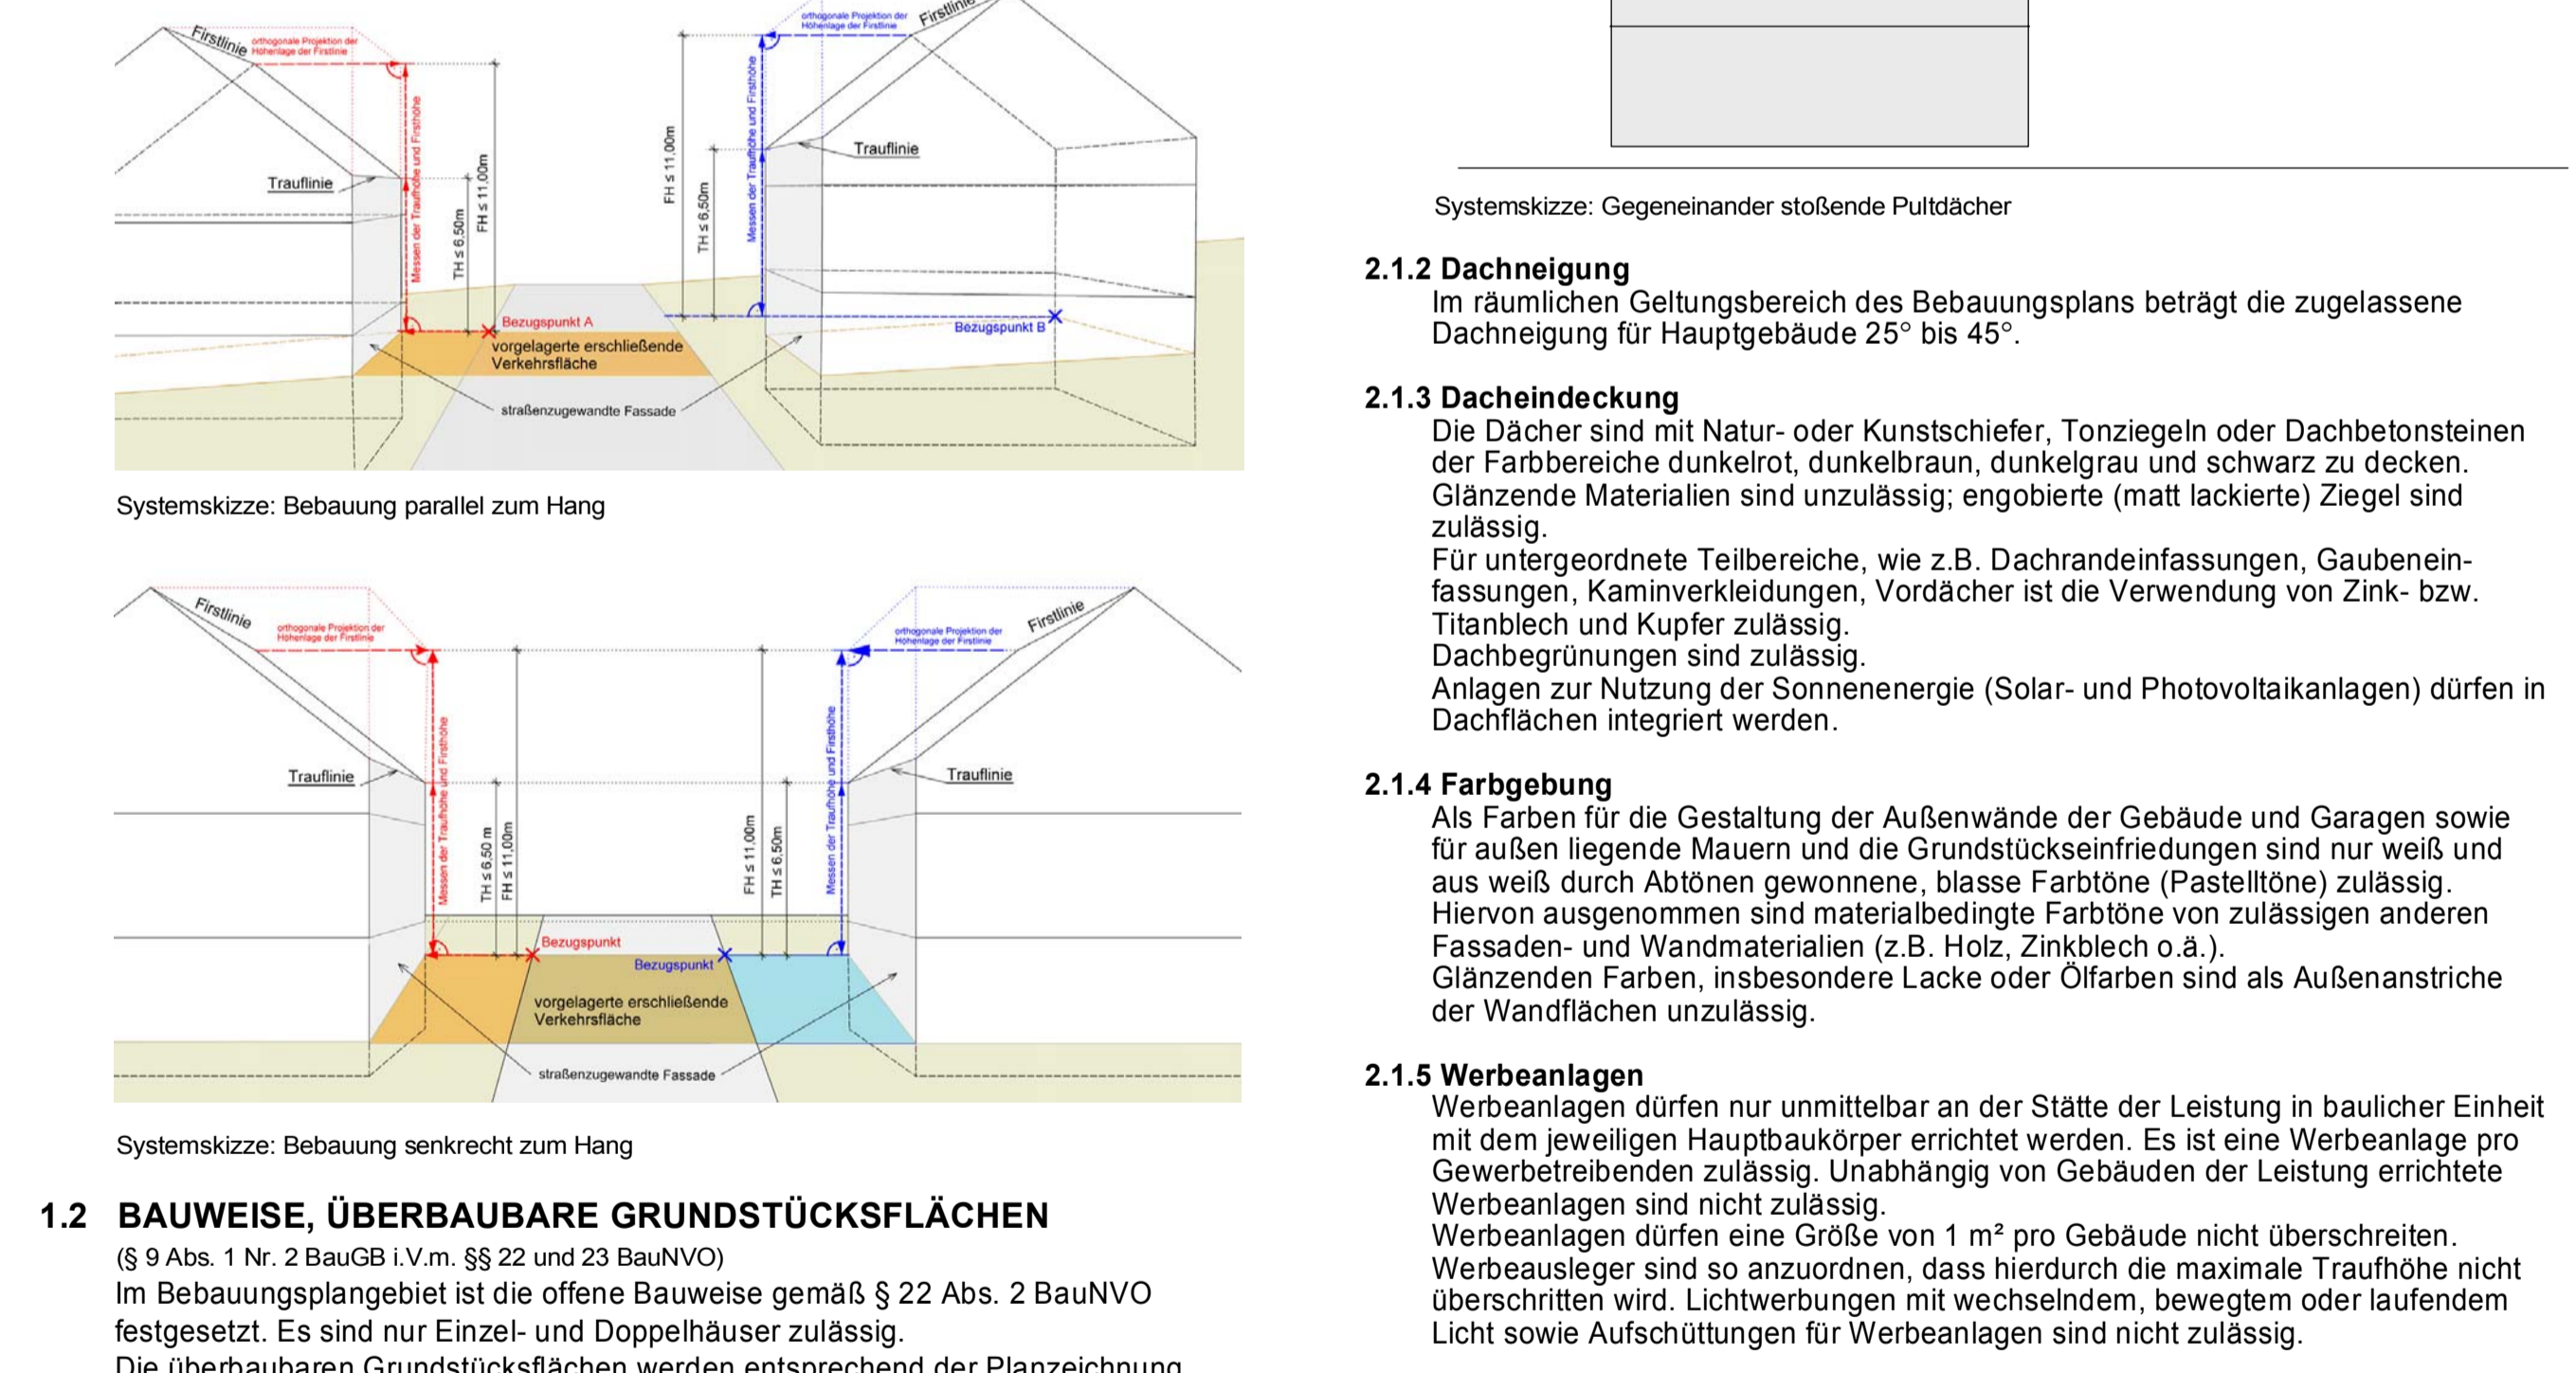 orthogonale Projektion der
Höhenlage der Firstlinie
Firstlinie
Firstlinie
orthogonale Projektion der
Höhenlage der Firstlinie
Messen der Traufhöhe und Firsthöhe
Trauflinie
TH ≤ 6,50m
FH ≤ 11,00m
FH ≤ 11,00m
TH ≤ 6,50m
Messen der Traufhöhe und Firsthöhe
Trauflinie
Bezugspunkt A
Bezugspunkt B
vorgelagerte erschließende
Verkehrsfläche
straßenzugewandte Fassade
Systemskizze: Bebauung parallel zum Hang
Firstlinie
orthogonale Projektion der
Höhenlage der Firstlinie
orthogonale Projektion der
Höhenlage der Firstlinie
Firstlinie
Messen der Traufhöhe und Firsthöhe
Trauflinie
TH ≤ 6,50 m
FH ≤ 11,00m
FH ≤ 11,00m
TH ≤ 6,50m
Messen der Traufhöhe und Firsthöhe
Trauflinie
Bezugspunkt
Bezugspunkt
vorgelagerte erschließende
Verkehrsfläche
straßenzugewandte Fassade
Systemskizze: Bebauung senkrecht zum Hang
1.2 BAUWEISE, ÜBERBAUBARE GRUNDSTÜCKSFLÄCHEN
(§ 9 Abs. 1 Nr. 2 BauGB i.V.m. §§ 22 und 23 BauNVO)
Im Bebauungsplangebiet ist die offene Bauweise gemäß § 22 Abs. 2 BauNVO
festgesetzt. Es sind nur Einzel- und Doppelhäuser zulässig.
Die überbaubaren Grundstücksflächen werden entsprechend der Planzeichnung
Systemskizze: Gegeneinander stoßende Pultdächer
2.1.2 Dachneigung
Im räumlichen Geltungsbereich des Bebauungsplans beträgt die zugelassene
Dachneigung für Hauptgebäude 25° bis 45°.
2.1.3 Dacheindeckung
Die Dächer sind mit Natur- oder Kunstschiefer, Tonziegeln oder Dachbetonsteinen
der Farbbereiche dunkelrot, dunkelbraun, dunkelgrau und schwarz zu decken.
Glänzende Materialien sind unzulässig; engobierte (matt lackierte) Ziegel sind
zulässig.
Für untergeordnete Teilbereiche, wie z.B. Dachrandeinfassungen, Gaubenein-
fassungen, Kaminverkleidungen, Vordächer ist die Verwendung von Zink- bzw.
Titanblech und Kupfer zulässig.
Dachbegrünungen sind zulässig.
Anlagen zur Nutzung der Sonnenenergie (Solar- und Photovoltaikanlagen) dürfen in
Dachflächen integriert werden.
2.1.4 Farbgebung
Als Farben für die Gestaltung der Außenwände der Gebäude und Garagen sowie
für außen liegende Mauern und die Grundstückseinfriedungen sind nur weiß und
aus weiß durch Abtönen gewonnene, blasse Farbtöne (Pastelltöne) zulässig.
Hiervon ausgenommen sind materialbedingte Farbtöne von zulässigen anderen
Fassaden- und Wandmaterialien (z.B. Holz, Zinkblech o.ä.).
Glänzenden Farben, insbesondere Lacke oder Ölfarben sind als Außenanstriche
der Wandflächen unzulässig.
2.1.5 Werbeanlagen
Werbeanlagen dürfen nur unmittelbar an der Stätte der Leistung in baulicher Einheit
mit dem jeweiligen Hauptbaukörper errichtet werden. Es ist eine Werbeanlage pro
Gewerbetreibenden zulässig. Unabhängig von Gebäuden der Leistung errichtete
Werbeanlagen sind nicht zulässig.
Werbeanlagen dürfen eine Größe von 1 m² pro Gebäude nicht überschreiten.
Werbeausleger sind so anzuordnen, dass hierdurch die maximale Traufhöhe nicht
überschritten wird. Lichtwerbungen mit wechselndem, bewegtem oder laufendem
Licht sowie Aufschüttungen für Werbeanlagen sind nicht zulässig.